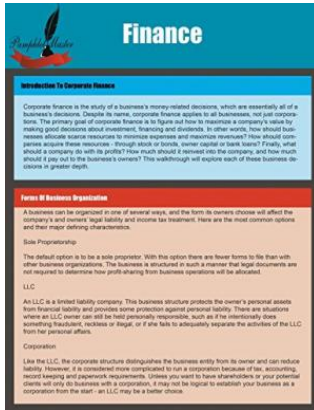 Pamphlet Master
Finance
Introduction To Corporate Finance
Corporate finance is the study of a business's money-related decisions, which are essentially all of a
business's decisions. Despite its name, corporate finance applies to all businesses, not just corpora-
tions. The primary goal of corporate finance is to figure out how to maximize a company's value by
making good decisions about investment, financing and dividends. In other words, how should busi-
nesses allocate scarce resources to minimize expenses and maximize revenues? How should com-
panies acquire these resources - through stock or bonds, owner capital or bank loans? Finally, what
should a company do with its profits? How much should it reinvest into the company, and how much
should it pay out to the business's owners? This walkthrough will explore each of these business de-
cisions in greater depth.
Forms Of Business Organization
A business can be organized in one of several ways, and the form its owners choose will affect the
company's and owners' legal liability and income tax treatment. Here are the most common options
and their major defining characteristics.
Sole Proprietorship
The default option is to be a sole proprietor. With this option there are fewer forms to file than with
other business organizations. The business is structured in such a manner that legal documents are
not required to determine how profit-sharing from business operations will be allocated.
LLC
An LLC is a limited liability company. This business structure protects the owner's personal assets
from financial liability and provides some protection against personal liability. There are situations
where an LLC owner can still be held personally responsible, such as if he intentionally does
something fraudulent, reckless or illegal, or if she fails to adequately separate the activities of the LLC
from her personal affairs.
Corporation
Like the LLC, the corporate structure distinguishes the business entity from its owner and can reduce
liability. However, it is considered more complicated to run a corporation because of tax, accounting,
record keeping and paperwork requirements. Unless you want to have shareholders or your potential
clients will only do business with a corporation, it may not be logical to establish your business as a
corporation from the start - an LLC may be a better choice.